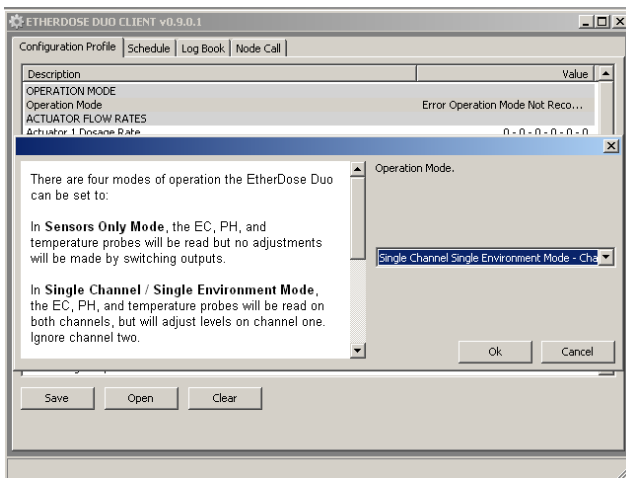 ETHERDOSE DUO CLIENT v0.9.0.1
Configuration Profile Schedule Log Book Node Call
Description Value
OPERATION MODE
Operation Mode Error Operation Mode Not Reco...
ACTUATOR FLOW RATES
Actuator 1 Dosage Rate 0 - 0 - 0 - 0 - 0
There are four modes of operation the EtherDose Duo
can be set to:
In Sensors Only Mode, the EC, PH, and
temperature probes will be read but no adjustments
will be made by switching outputs.
In Single Channel / Single Environment Mode,
the EC, PH, and temperature probes will be read on
both channels, but will adjust levels on channel one.
Ignore channel two.
Operation Mode.
Single Channel Single Environment Mode - Cha
Ok Cancel
Save Open Clear